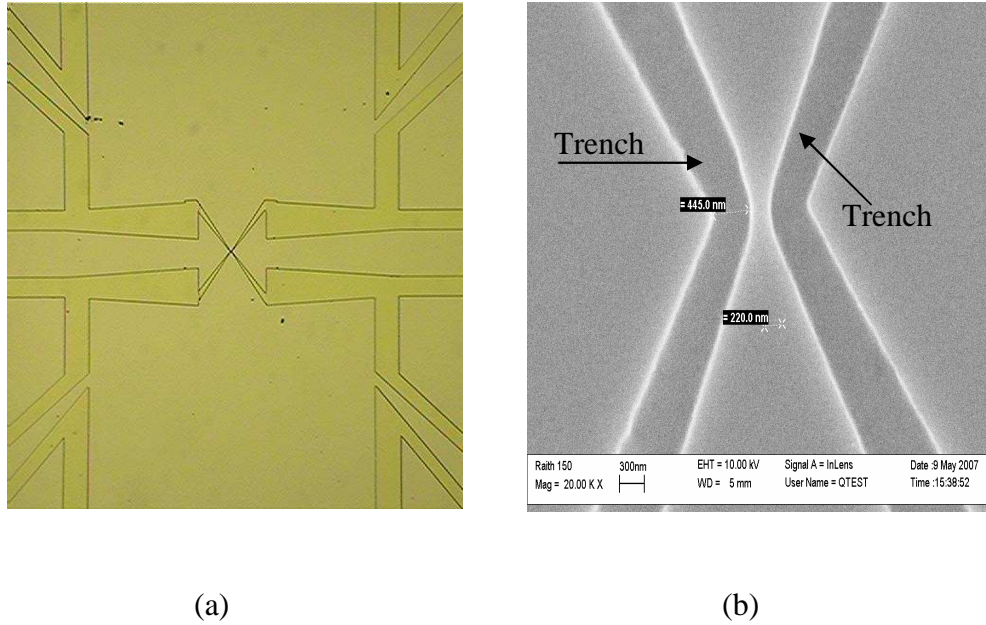 Trench
Trench
= 445.0 nm
= 220.0 nm
Raith 150
300nm
EHT = 10.00 kV
Signal A = InLens
Date :9 May 2007
Mag = 20.00 K X
WD = 5 mm
User Name = QTEST
Time :15:38:52
(a)
(b)